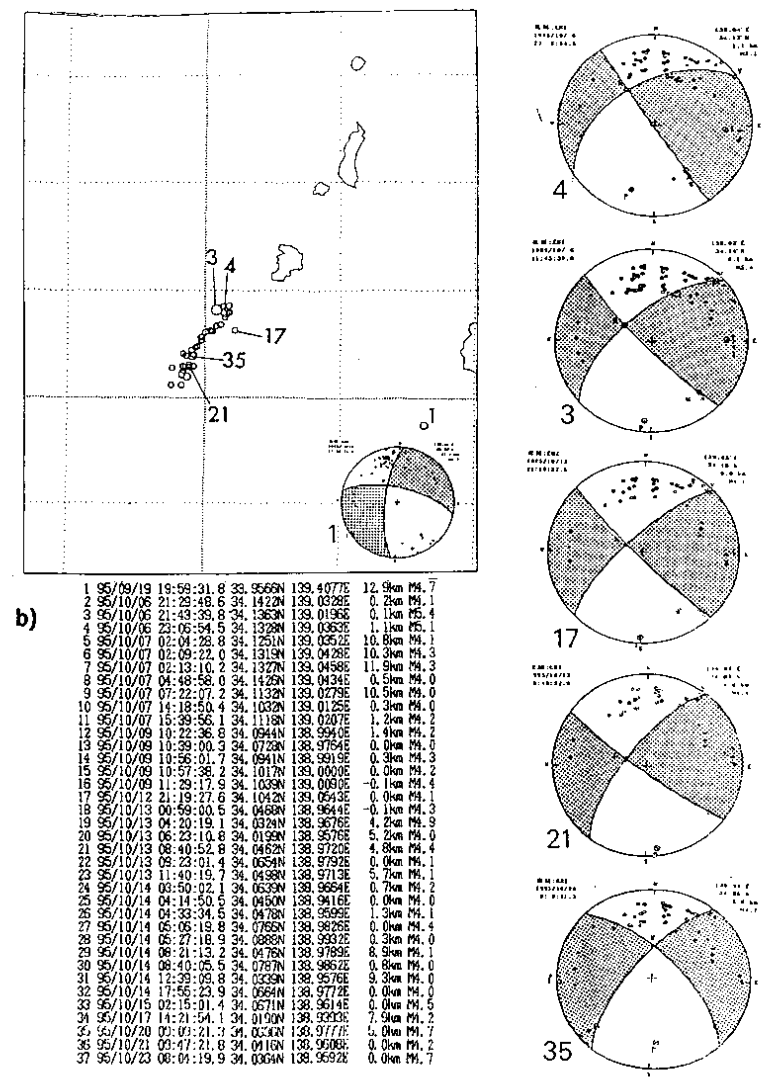 3
4
17
35
21
1
1
b)
1 95/09/19 19:59:31.8 33.9566N 139.4077E 12.9km M4.7
2 95/10/06 21:29:48.6 34.1422N 139.0328E 0.2km M4.1
3 95/10/06 21:43:39.8 34.1363N 139.0196E 0.1km M5.4
4 95/10/06 23:06:54.5 34.1328N 139.0363E 1.1km M5.1
5 95/10/07 02:04:28.8 34.1251N 139.0352E 10.8km M4.1
6 95/10/07 02:09:22.0 34.1319N 139.0428E 10.3km M4.3
7 95/10/07 02:13:10.2 34.1327N 139.0458E 11.9km M4.3
8 95/10/07 04:48:58.0 34.1426N 139.0434E 0.5km M4.0
9 95/10/07 07:22:07.2 34.1132N 139.0279E 10.5km M4.0
10 95/10/07 14:18:50.4 34.1032N 139.0125E 0.3km M4.0
11 95/10/07 15:39:56.1 34.1118N 139.0207E 1.2km M4.2
12 95/10/09 10:22:36.8 34.0944N 138.9940E 1.4km M4.2
13 95/10/09 10:39:00.3 34.0728N 138.9764E 0.0km M4.0
14 95/10/09 10:56:01.7 34.0941N 138.9919E 0.3km M4.3
15 95/10/09 10:57:38.2 34.1017N 139.0000E 0.0km M4.2
16 95/10/09 11:29:17.9 34.1039N 139.0090E -0.1km M4.4
17 95/10/12 21:19:27.6 34.1042N 139.0543E 0.0km M4.1
18 95/10/13 00:59:00.5 34.0468N 138.9644E -0.1km M4.3
19 95/10/13 04:20:19.1 34.0324N 138.9676E 4.2km M4.9
20 95/10/13 06:23:10.8 34.0199N 138.9576E 5.2km M4.0
21 95/10/13 08:40:52.8 34.0462N 138.9720E 4.8km M4.4
22 95/10/13 09:23:01.4 34.0654N 138.9792E 0.0km M4.1
23 95/10/13 11:40:19.7 34.0498N 138.9713E 5.7km M4.1
24 95/10/14 03:50:02.1 34.0639N 138.9664E 0.7km M4.2
25 95/10/14 04:14:50.5 34.0450N 138.9416E 0.0km M4.0
26 95/10/14 04:33:34.5 34.0478N 138.9599E 1.3km M4.1
27 95/10/14 05:06:19.8 34.0766N 138.9826E 0.0km M4.4
28 95/10/14 05:27:18.9 34.0888N 138.9932E 0.3km M4.0
29 95/10/14 08:21:13.2 34.0476N 138.9789E 8.9km M4.1
30 95/10/14 08:40:05.5 34.0787N 138.9862E 0.8km M4.0
31 95/10/14 12:39:09.8 34.0339N 138.9576E 9.3km M4.0
32 95/10/14 17:55:23.9 34.0664N 138.9772E 0.0km M4.0
33 95/10/15 02:15:01.4 34.0671N 138.9614E 0.0km M4.5
34 95/10/17 14:21:54.1 34.0190N 138.9393E 7.9km M4.2
35 95/10/20 M4.7
36 95/10/21 09:47:21.8 34.0416N 138.9608E 0.0km M4.2
37 95/10/23 08:04:19.9 34.0364N 138.9592E 0.0km M4.7
4
3
17
21
35